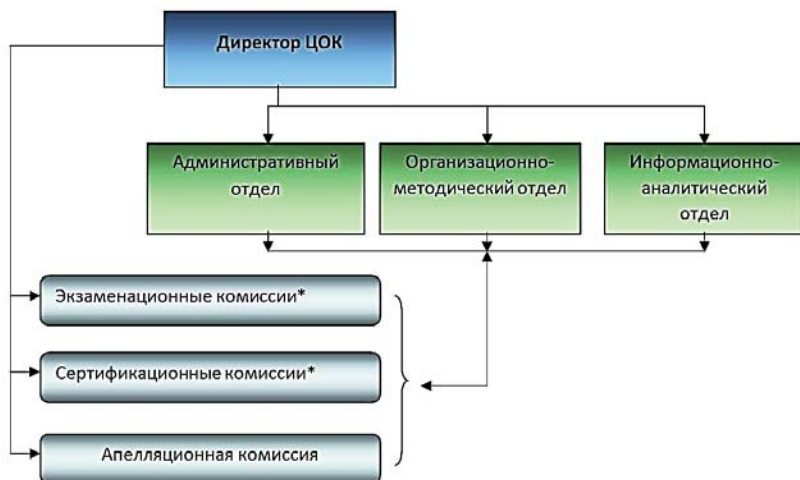 Директор ЦОК
Административный
отдел
Организационно-
методический отдел
Информационно-
аналитический
отдел
Экзаменационные комиссии*
Сертификационные комиссии*
Апелляционная комиссия